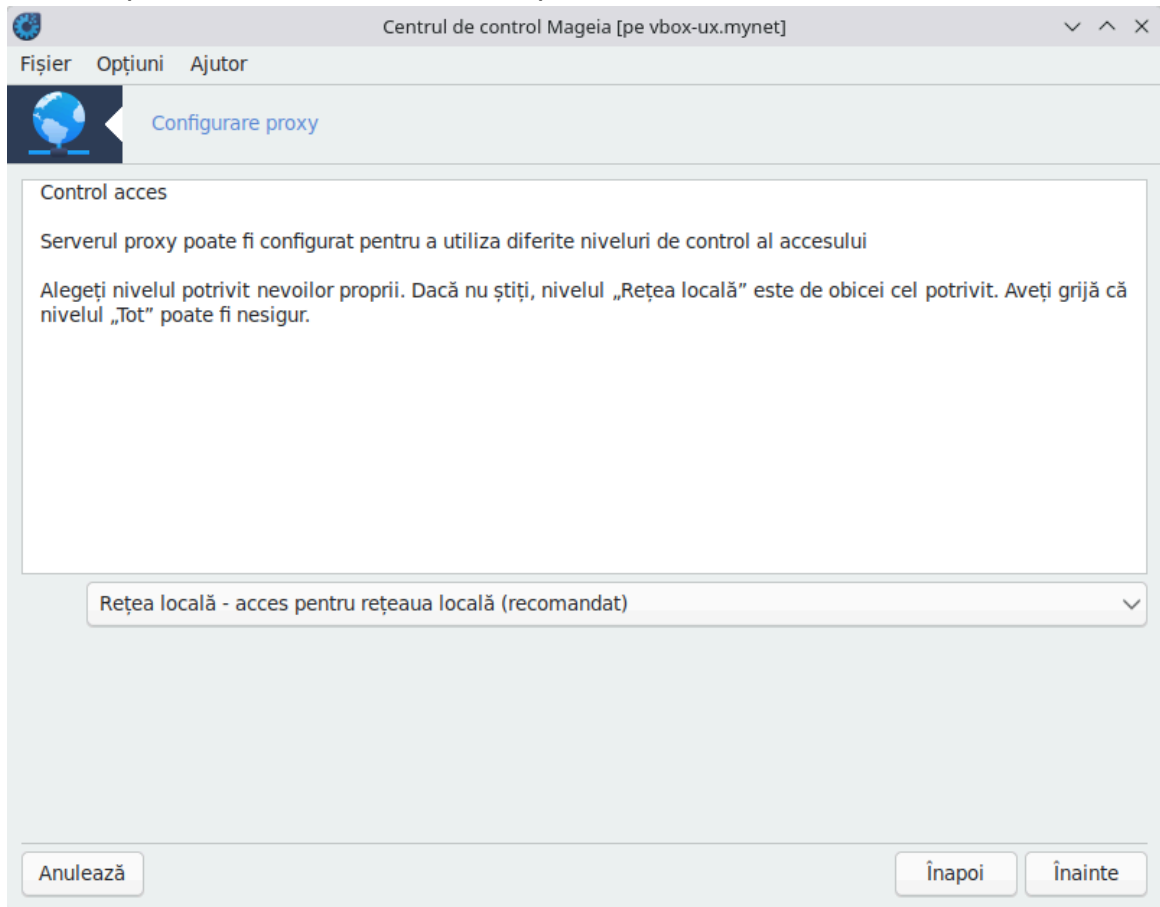 Centrul de control Mageia [pe vbox-ux.mynet]
Fișier Opțiuni Ajutor
Configurare proxy
Control acces
Serverul proxy poate fi configurat pentru a utiliza diferite niveluri de control al accesului
Alegeți nivelul potrivit nevoilor proprii. Dacă nu știți, nivelul „Rețea locală” este de obicei cel potrivit. Aveți grijă că
nivelul „Tot” poate fi nesigur.
Rețea locală - acces pentru rețeaua locală (recomandat)
Anulează Înapoi Înainte